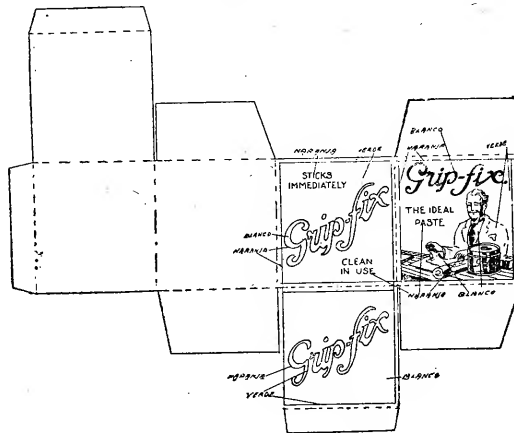 BLANCO
NARANJA VERDE
NARANJA VERDE
STICKS
IMMEDIATELY
Grip-fix
BLANCO
NARANJA
CLEAN
IN USE
Grip-fix
THE IDEAL
PASTE
NARANJA BLANCO
Grip-fix
NARANJA
VERDE
BLANCO